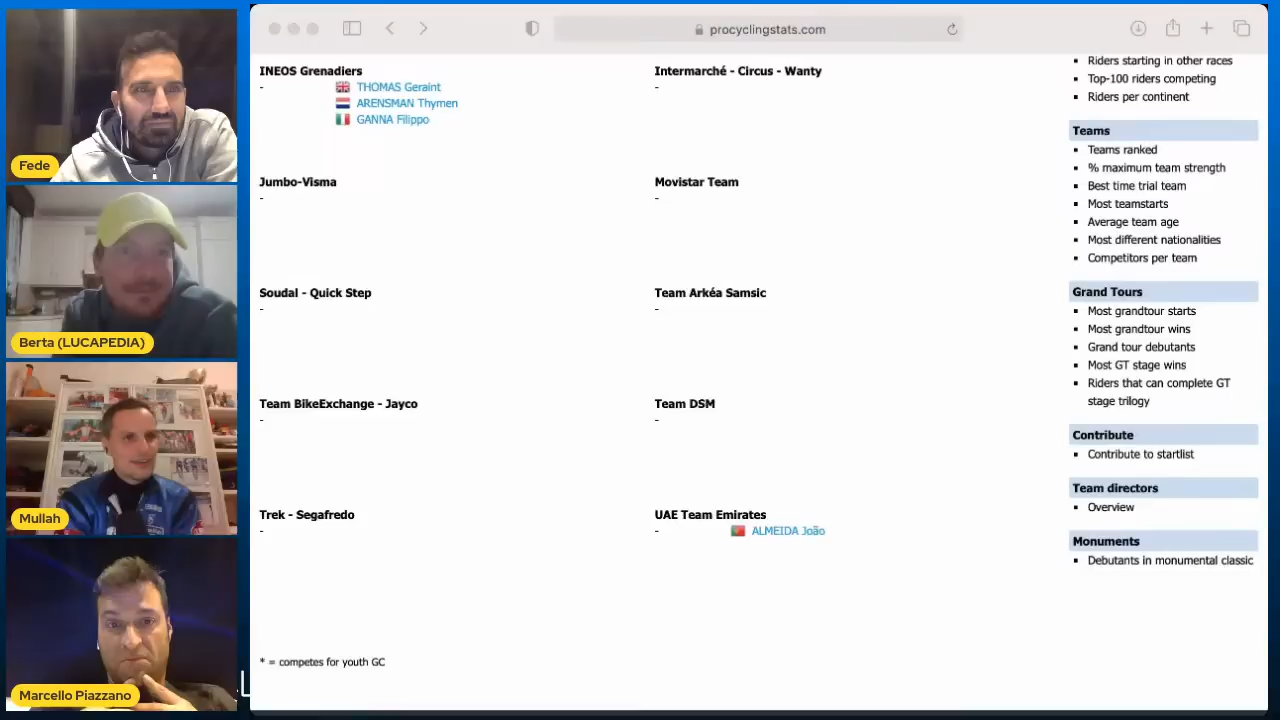 Fede
Berta (LUCAPEDIA)
Mullah
Marcello Piazzano
procyclingstats.com
INEOS Grenadiers
-
THOMAS Geraint
ARENSMAN Thymen
GANNA Filippo
Intermarché - Circus - Wanty
-
Jumbo-Visma
-
Movistar Team
-
Soudal - Quick Step
-
Team Arkéa Samsic
-
Team BikeExchange - Jayco
-
Team DSM
-
Trek - Segafredo
-
UAE Team Emirates
-
ALMEIDA João
* = competes for youth GC
Riders starting in other races
Top-100 riders competing
Riders per continent
Teams
Teams ranked
% maximum team strength
Best time trial team
Most teamstarts
Average team age
Most different nationalities
Competitors per team
Grand Tours
Most grandtour starts
Most grandtour wins
Grand tour debutants
Most GT stage wins
Riders that can complete GT
stage trilogy
Contribute
Contribute to startlist
Team directors
Overview
Monuments
Debutants in monumental classic